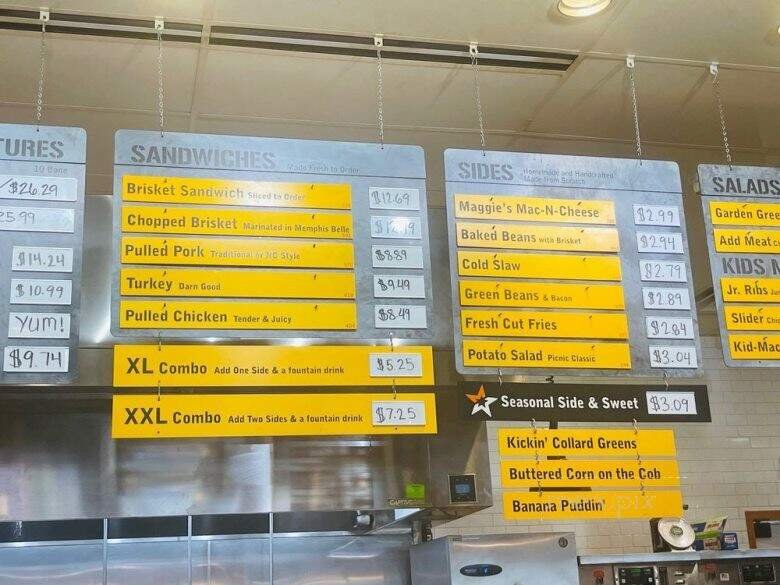 TURES
10 Bone
/$26.29
25.99
$14.24
$10.99
YUM!
$9.74
SANDWICHES Made Fresh to Order
Brisket Sandwich Sliced to Order $12.69
Chopped Brisket Marinated in Memphis Belle
Pulled Pork Traditional or NC Style $8.89
Turkey Darn Good $9.49
Pulled Chicken Tender & Juicy $8.49
XL Combo Add One Side & a fountain drink $5.25
XXL Combo Add Two Sides & a fountain drink $7.25
SIDES Homemade and Handcrafted
Made From Scratch
Maggie's Mac-N-Cheese $2.99
Baked Beans with Brisket $2.94
Cold Slaw $2.79
Green Beans & Bacon $2.89
Fresh Cut Fries $2.84
Potato Salad Picnic Classic $3.04
Seasonal Side & Sweet $3.09
Kickin' Collard Greens
Buttered Corn on the Cob
Banana Puddin'
SALADS
Garden Gree
Add Meat
KIDS M
Jr. Ribs
Slider
Kid-Mac
CAPTIVE